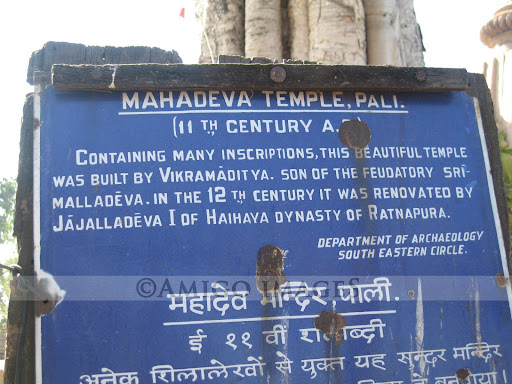 MAHADEVA TEMPLE, PALI.
(11 TH CENTURY A.D.)
CONTAINING MANY INSCRIPTIONS, THIS BEAUTIFUL TEMPLE
WAS BUILT BY VIKRAMĀDITYA. SON OF THE FEUDATORY SRĪ-
MALLADĒVA. IN THE 12 TH CENTURY IT WAS RENOVATED BY
JĀJALLADĒVA I OF HAIHAYA DYNASTY OF RATNAPURA.
DEPARTMENT OF ARCHAEOLOGY
SOUTH EASTERN CIRCLE.
©AMIGO IMAGES
महादेव मन्दिर, पाली.
ई ११ वीं शताब्दी
अनेक शिलालेखों से युक्त यह सुन्दर मन्दिर